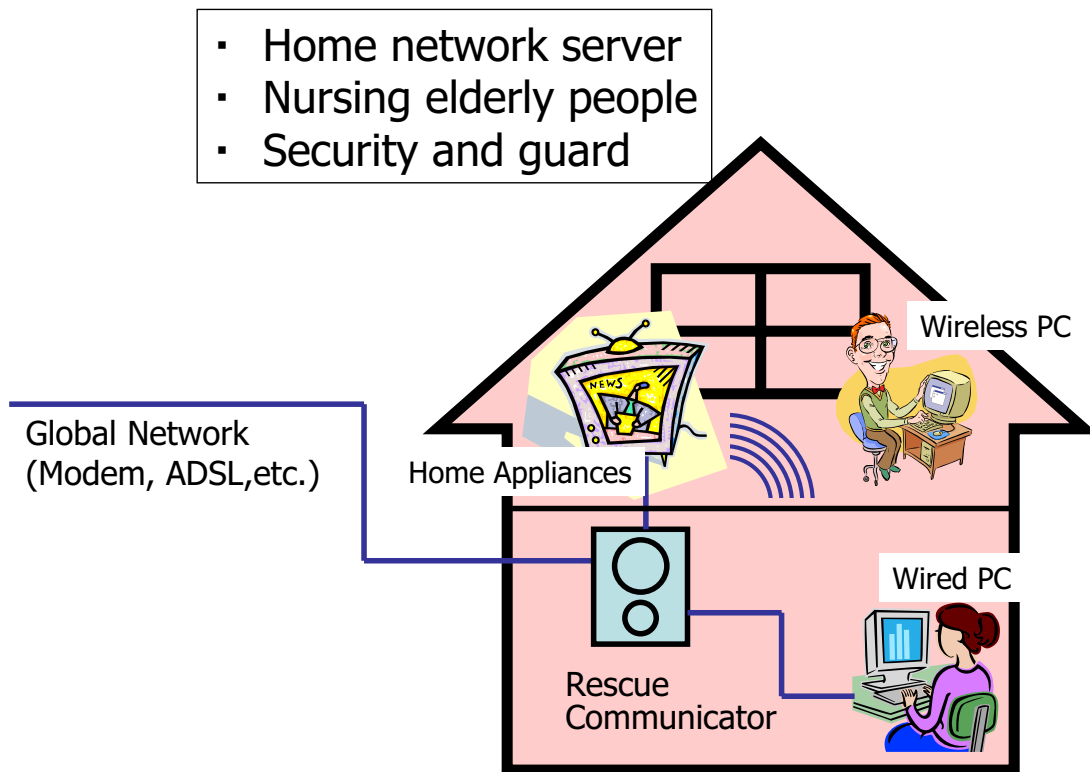 ▪ Home network server
▪ Nursing elderly people
▪ Security and guard
Wireless PC
NEWS
Global Network
(Modem, ADSL,etc.)
Home Appliances
Wired PC
Rescue
Communicator